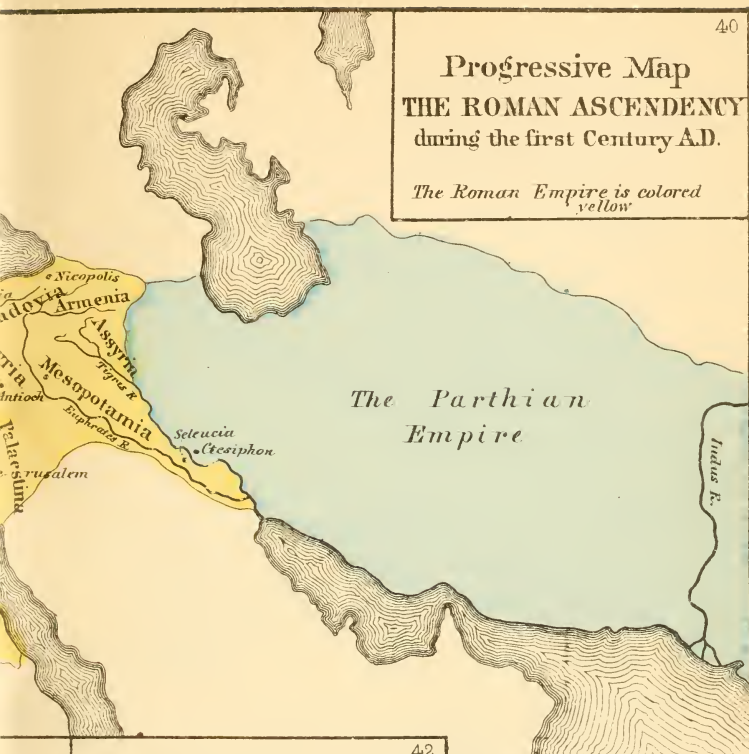 40
Progressive Map
THE ROMAN ASCENDENCY
during the first Century A.D.
The Roman Empire is colored
yellow
Nicopolis
Armenia
Assyria
Tigris R.
Mesopotamia
Euphrates R.
Antioch
Palaestina
rusalem
Seleucia
Ctesiphon
The Parthian
Empire
Indus R.
42